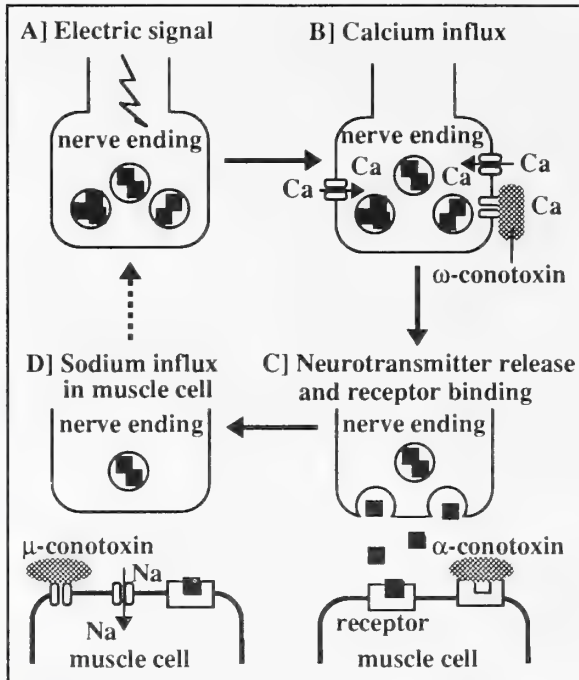 A] Electric signal
nerve ending
B] Calcium influx
nerve ending
Ca
Ca
Ca
Ca
Ca
ω-conotoxin
D] Sodium influx
in muscle cell
nerve ending
μ-conotoxin
Na
Na
muscle cell
C] Neurotransmitter release
and receptor binding
nerve ending
α-conotoxin
receptor
muscle cell